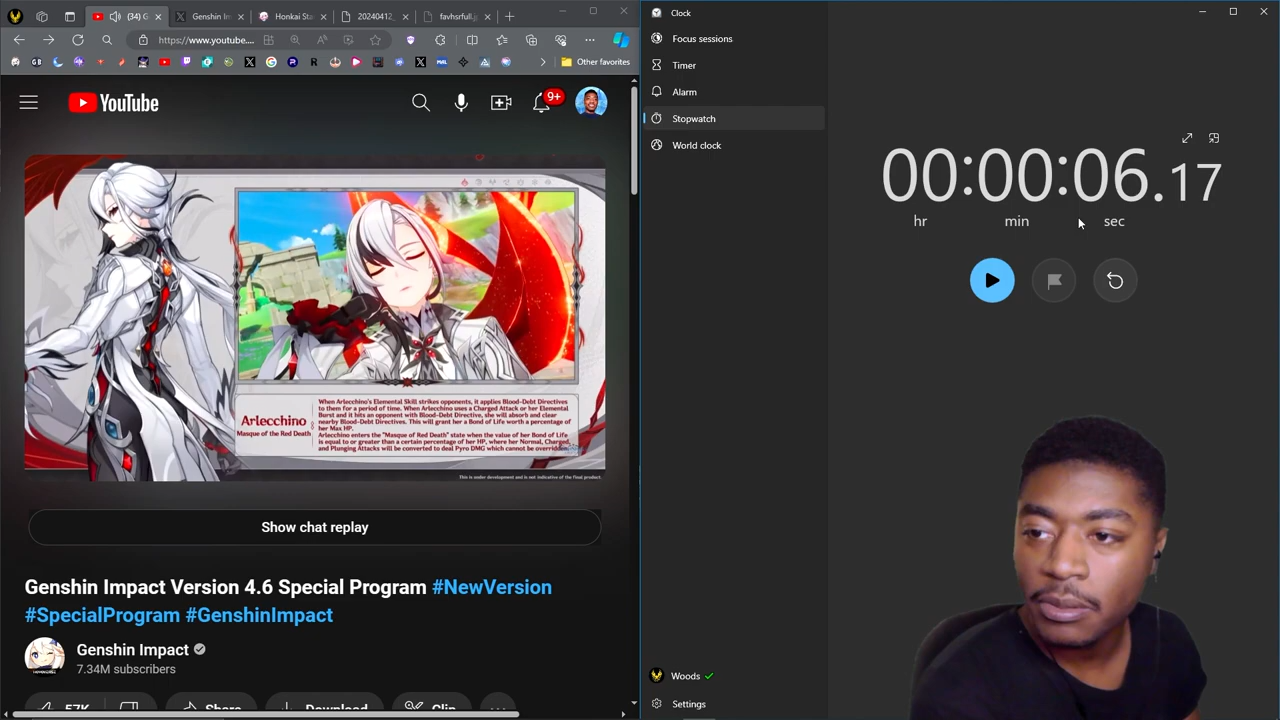 (34) G
Genshin Im
Honkai Sta
20240412_
favhsrfull.j
https://www.youtube....
Other favorites
YouTube
9+
Arlecchino
Masque of the Red Death
When Arlecchino's Elemental Skill strikes opponents, it applies Blood-Debt Directives
to them for a period of time. When Arlecchino uses a Charged Attack or her Elemental
Burst and it hits an opponent with Blood-Debt Directive, she will absorb and clear
nearby Blood-Debt Directives. This will grant her a Bond of Life worth a percentage of
her Max HP.
Arlecchino enters the "Masque of Red Death" state when the value of her Bond of Life
is equal to or greater than a certain percentage of her HP, where her Normal, Charged,
and Plunging Attacks will be converted to deal Pyro DMG which cannot be overridden
This is under development and is not indicative of the final product.
Show chat replay
Genshin Impact Version 4.6 Special Program #NewVersion
#SpecialProgram #GenshinImpact
Genshin Impact
7.34M subscribers
57K
Share
Download
Clip
Clock
Focus sessions
Timer
Alarm
Stopwatch
World clock
00:00:06.17
hr min sec
Woods
Settings